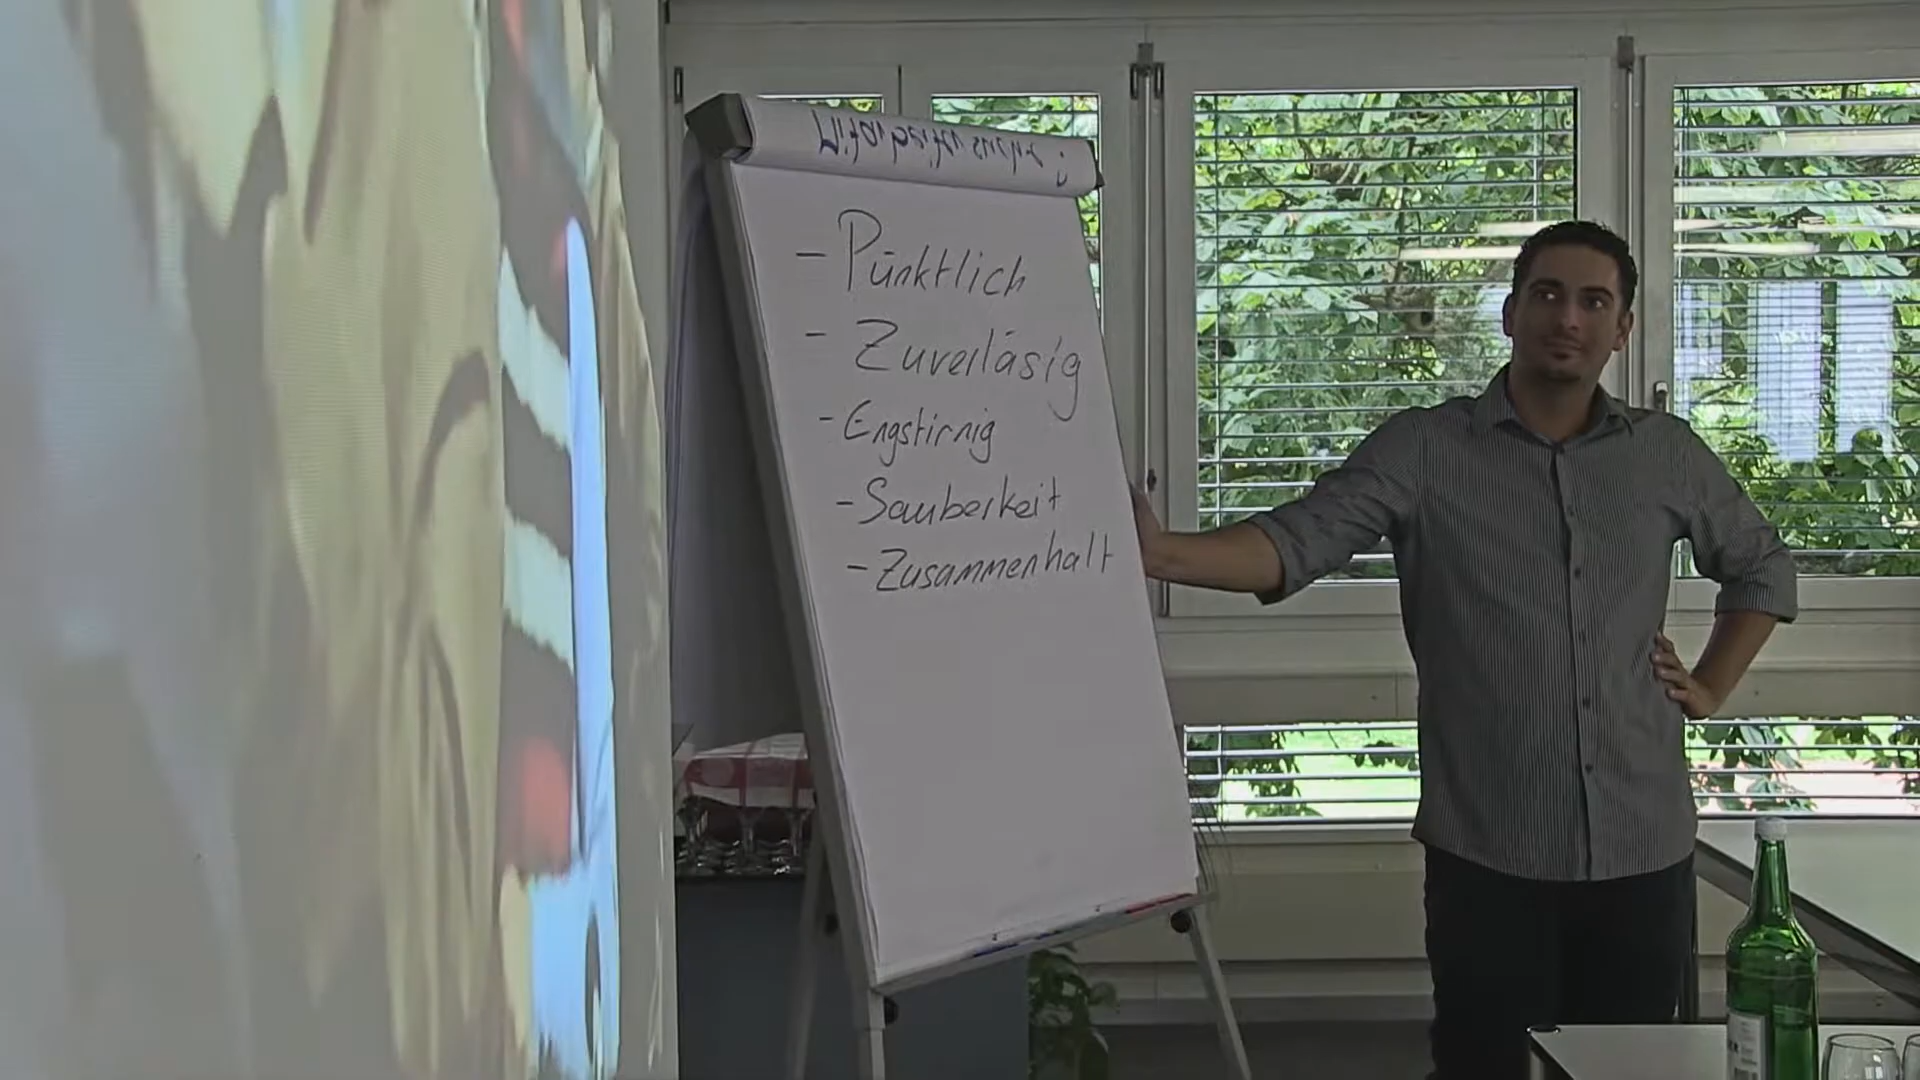 - Pünktlich
- Zuverläsig
- Engstirnig
- Sauberkeit
- Zusammenhalt